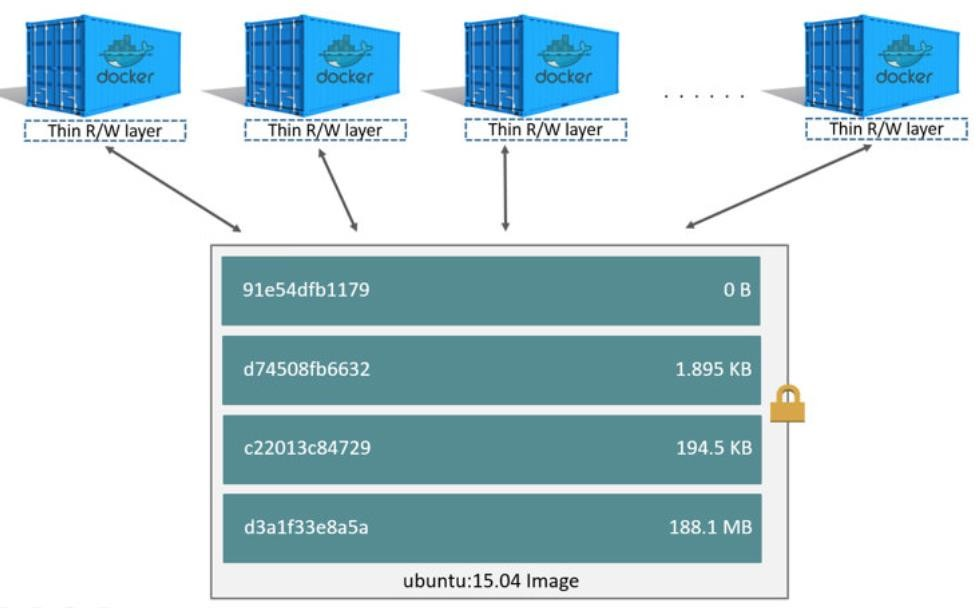 docker
docker
docker
docker
Thin R/W layer
Thin R/W layer
Thin R/W layer
. . . . . .
Thin R/W layer
91e54dfb1179 0 B
d74508fb6632 1.895 KB
c22013c84729 194.5 KB
d3a1f33e8a5a 188.1 MB
ubuntu:15.04 Image